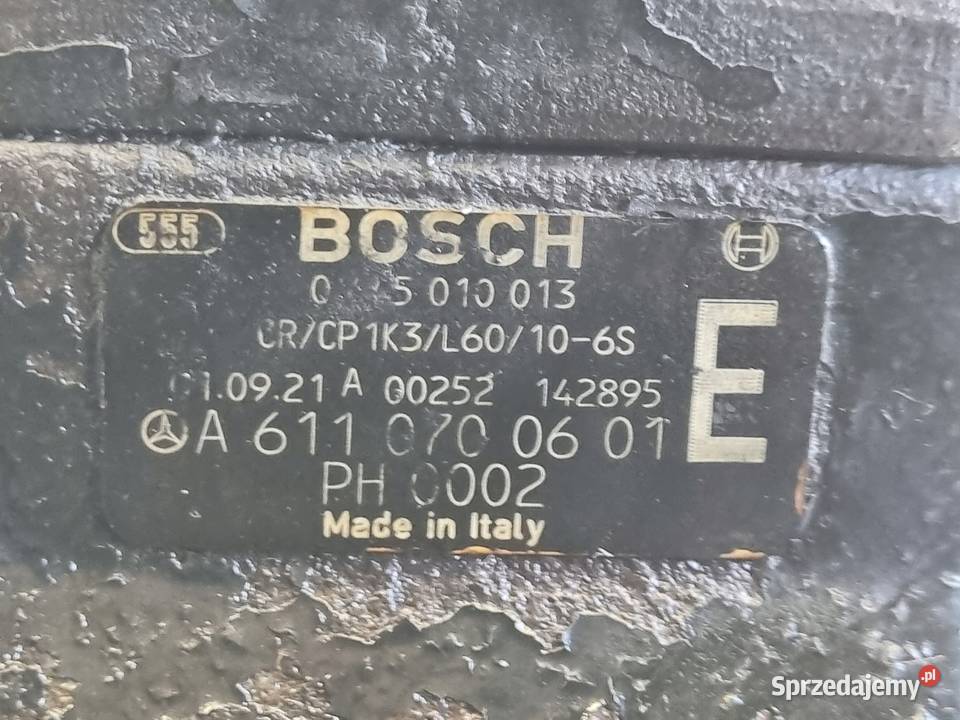 555 BOSCH
5 010 013
CR/CP1K3/L60/10-6S
1.09.21 A 00252 142895
E
A 611 070 06 01
PH 0002
Made in Italy
Sprzedajemy.pl